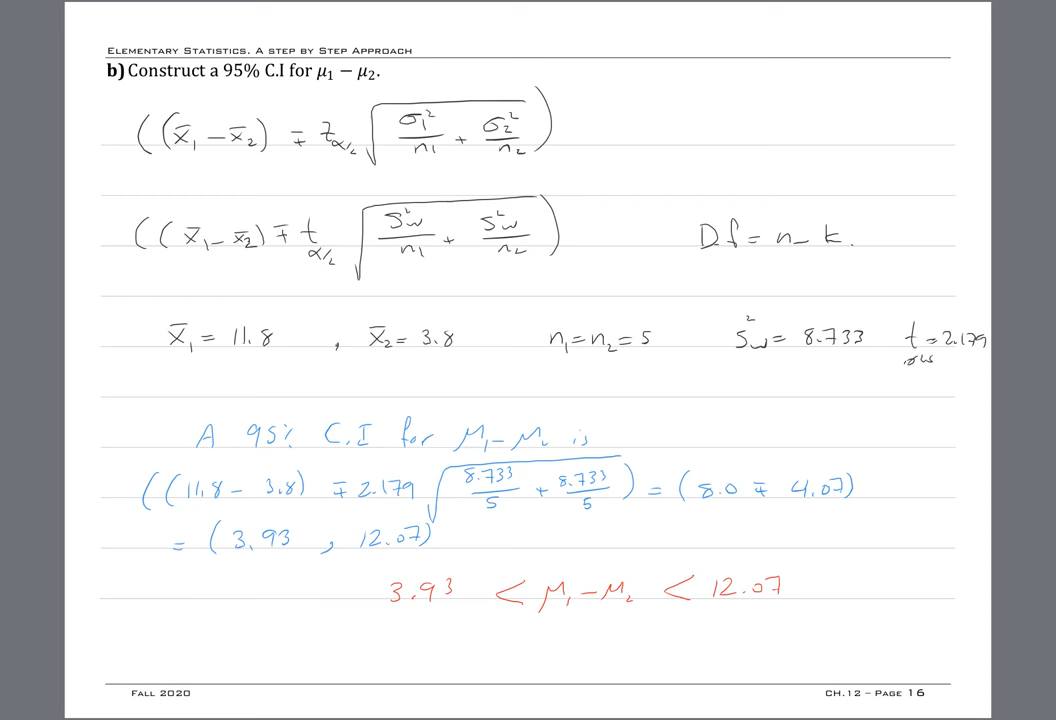 ELEMENTARY STATISTICS. A STEP BY STEP APPROACH
b) Construct a 95% C.I for μ₁ − μ₂.
((x̄₁ − x̄₂) ∓ z_α/₂ √(σ₁²/n₁ + σ₂²/n₂))
((x̄₁ − x̄₂) ∓ t_α/₂ √(S²w/n₁ + S²w/n₂)) Df = n − k.
x̄₁ = 11.8 , x̄₂ = 3.8 n₁ = n₂ = 5 S²w = 8.733 t = 2.179
A 95% C.I for μ₁ − μ₂ is
((11.8 − 3.8) ∓ 2.179 √(8.733/5 + 8.733/5)) = (8.0 ∓ 4.07)
= (3.93 , 12.07)
3.93 < μ₁ − μ₂ < 12.07
FALL 2020 CH.12 – PAGE 16